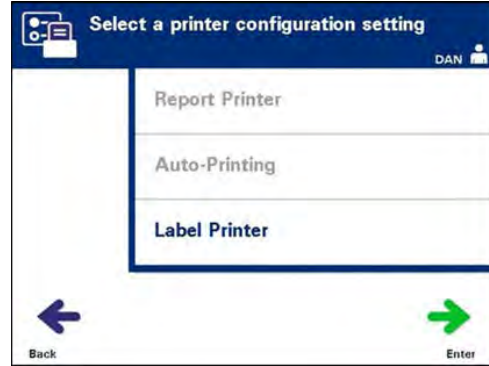 Select a printer configuration setting
DAN
Report Printer
Auto-Printing
Label Printer
Back
Enter